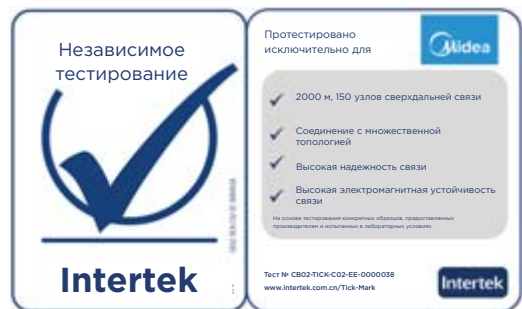 Независимое
тестирование
Intertek
Протестировано
исключительно для
Midea
2000 м, 150 узлов сверхдальней связи
Соединение с множественной
топологией
Высокая надежность связи
Высокая электромагнитная устойчивость
связи
На основе тестирования конкретных образцов, предоставленных
производителем и испытанных в лабораторных условиях.
Тест № CB02-TICK-C02-EE-0000038
www.intertek.com.cn/Tick-Mark
Intertek